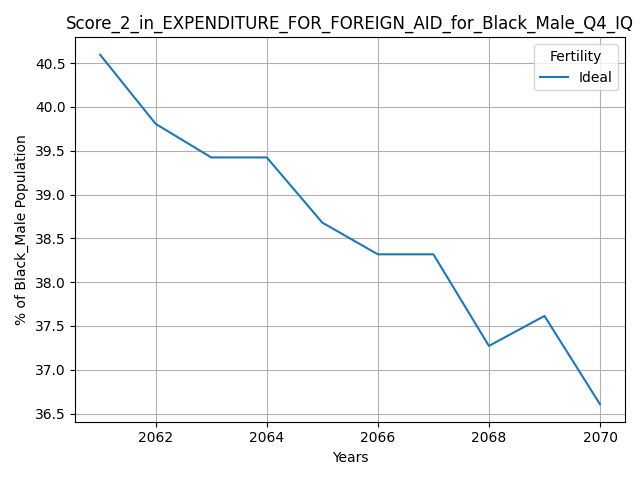 Score_2_in_EXPENDITURE_FOR_FOREIGN_AID_for_Black_Male_Q4_IQ
Fertility
Ideal
40.5
40.0
39.5
39.0
38.5
38.0
37.5
37.0
36.5
% of Black_Male Population
2062 2064 2066 2068 2070
Years